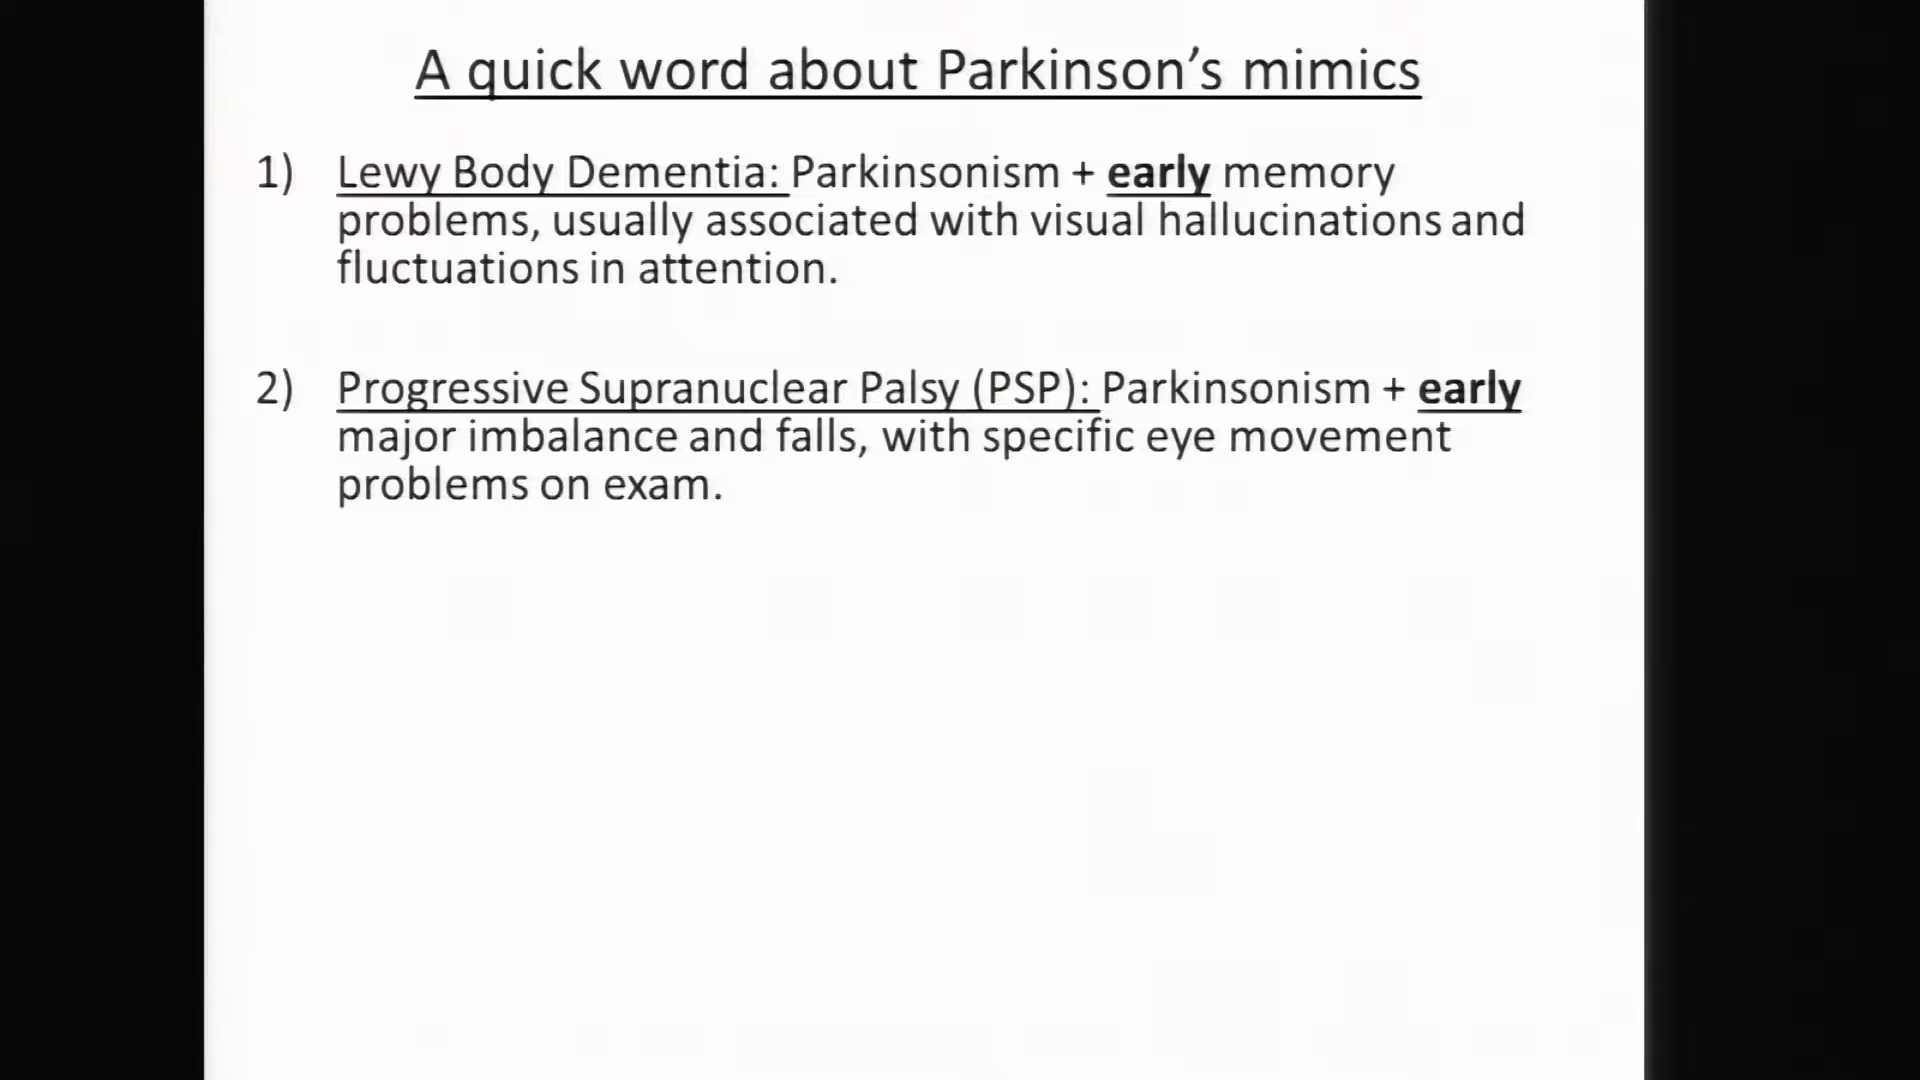 A quick word about Parkinson’s mimics
1) Lewy Body Dementia: Parkinsonism + early memory
problems, usually associated with visual hallucinations and
fluctuations in attention.
2) Progressive Supranuclear Palsy (PSP): Parkinsonism + early
major imbalance and falls, with specific eye movement
problems on exam.